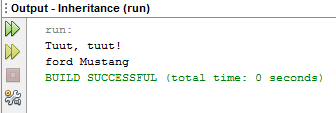 Output - Inheritance (run)
run:
Tuut, tuut!
ford Mustang
BUILD SUCCESSFUL (total time: 0 seconds)